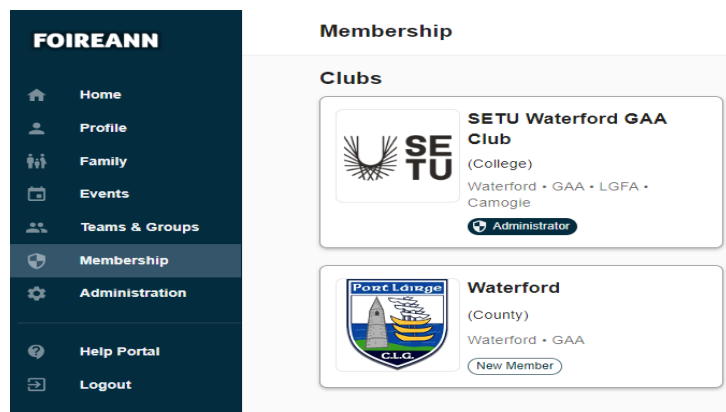 FOIREANN
Home
Profile
Family
Events
Teams & Groups
Membership
Administration
Help Portal
Logout
Membership
Clubs
SE
TU
SETU Waterford GAA
Club
(College)
Waterford • GAA • LGFA •
Camogie
Administrator
Port Láirge
C.L.G.
Waterford
(County)
Waterford • GAA
New Member